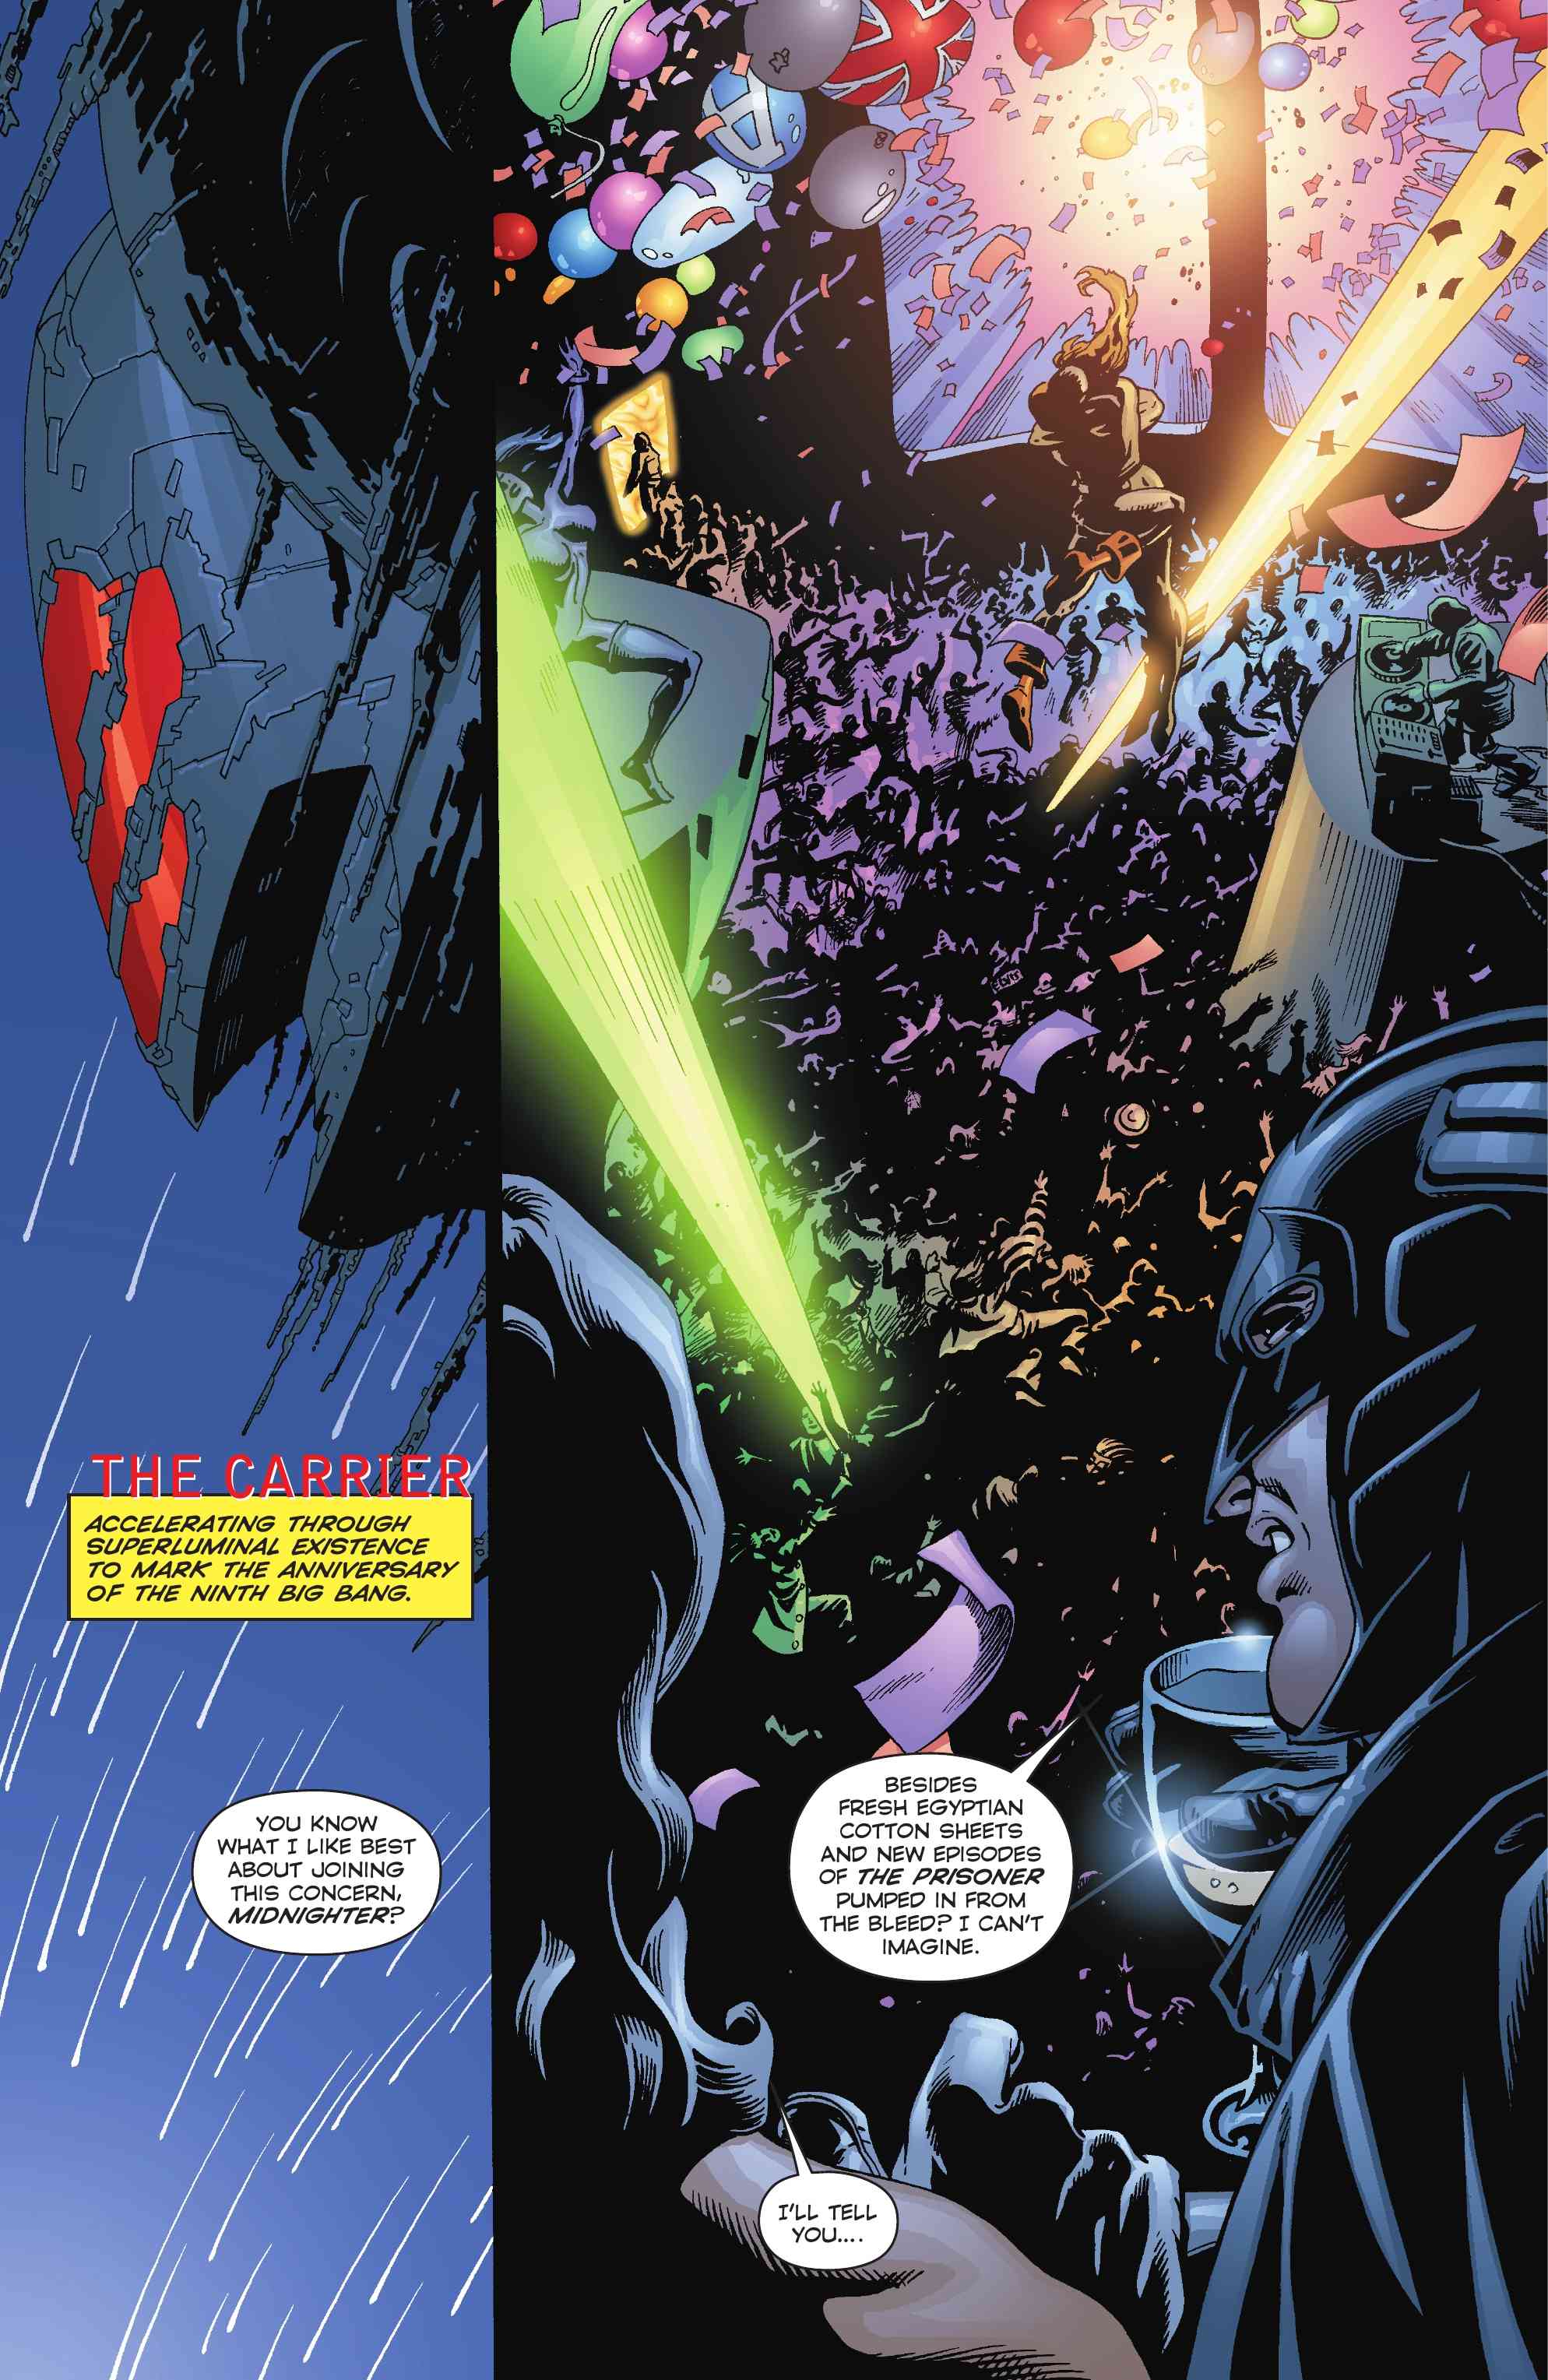 THE CARRIER
ACCELERATING THROUGH
SUPERLUMINAL EXISTENCE
TO MARK THE ANNIVERSARY
OF THE NINTH BIG BANG.
YOU KNOW
WHAT I LIKE BEST
ABOUT JOINING
THIS CONCERN,
MIDNIGHTER?
BESIDES
FRESH EGYPTIAN
COTTON SHEETS
AND NEW EPISODES
OF THE PRISONER
PUMPED IN FROM
THE BLEED? I CAN'T
IMAGINE.
I'LL TELL
YOU....